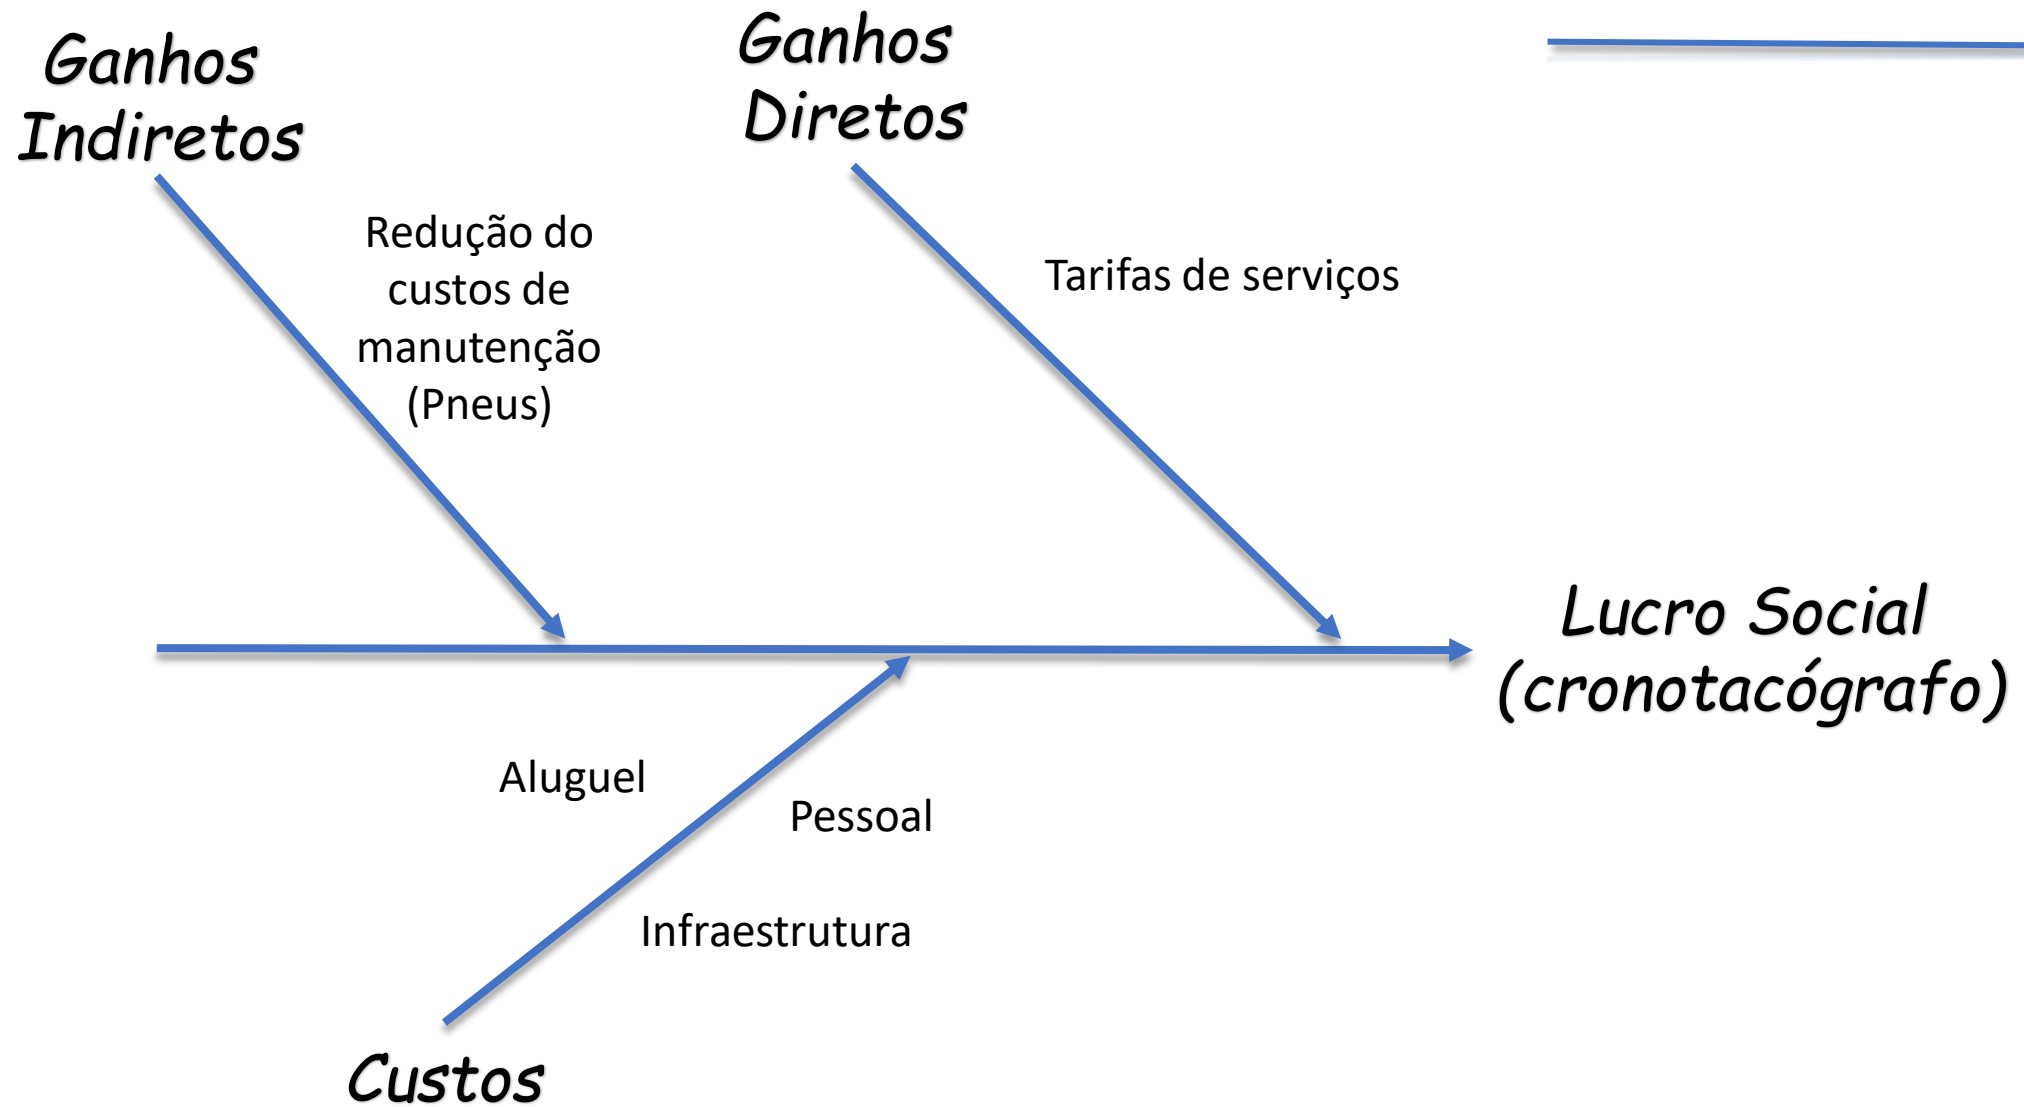 Ganhos
Indiretos
Ganhos
Diretos
Redução do
custos de
manutenção
(Pneus)
Tarifas de serviços
Lucro Social
(cronotacógrafo)
Aluguel
Pessoal
Infraestrutura
Custos